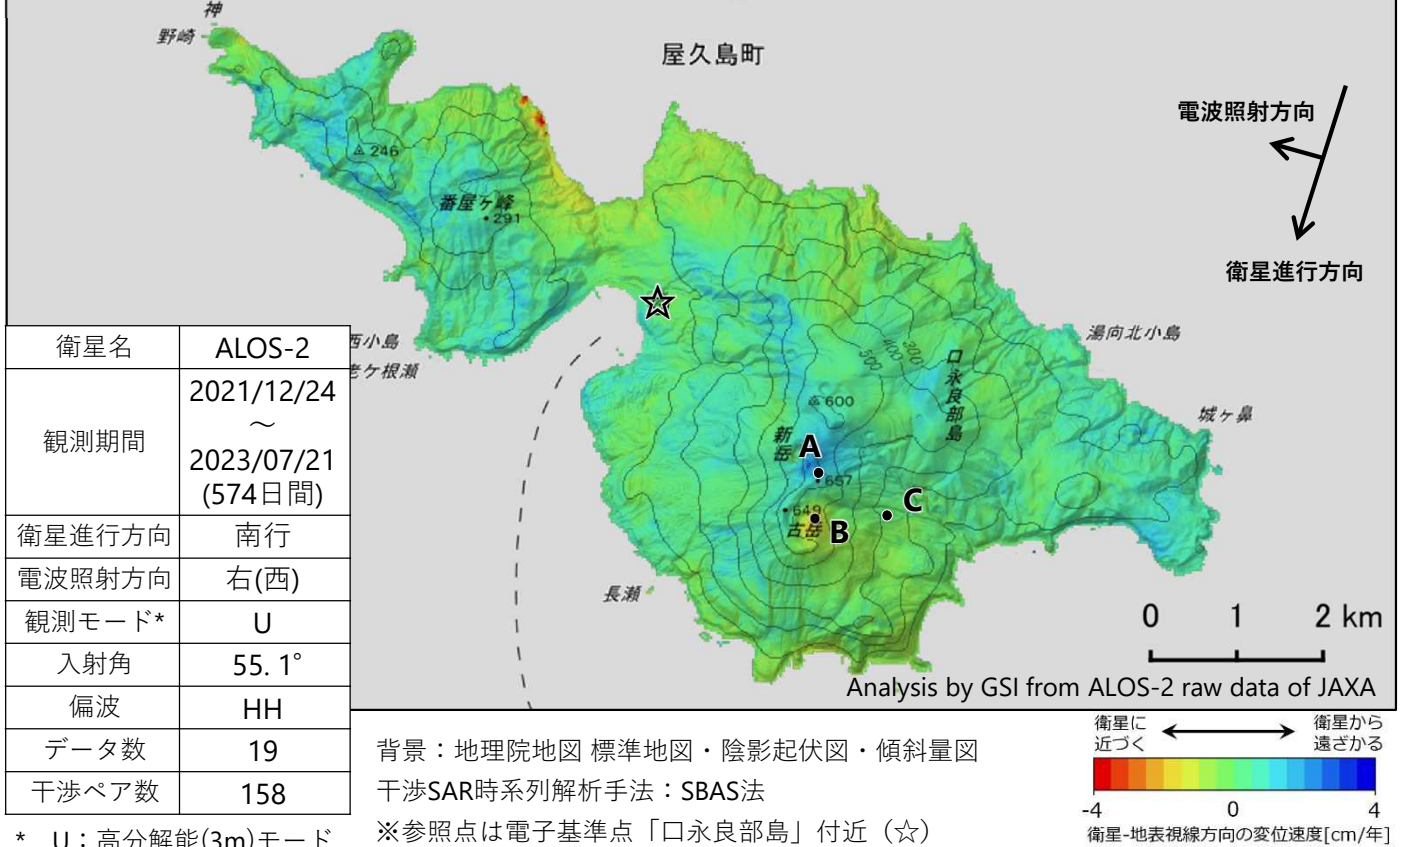 神
野崎
屋久島町
電波照射方向
衛星進行方向
246
番屋ヶ峰
291
西小島
老ケ根瀬
湯向北小島
城ヶ鼻
300
400
500
口永良部島
600
新岳
A
657
649
古岳
B
C
長瀬
0 1 2 km
Analysis by GSI from ALOS-2 raw data of JAXA
衛星名 ALOS-2
観測期間 2021/12/24
～
2023/07/21
(574日間)
衛星進行方向 南行
電波照射方向 右(西)
観測モード* U
入射角 55. 1°
偏波 HH
データ数 19
干渉ペア数 158
* U：高分解能(3m)モード
背景：地理院地図 標準地図・陰影起伏図・傾斜量図
干渉SAR時系列解析手法：SBAS法
※参照点は電子基準点「口永良部島」付近（☆）
衛星に
近づく
衛星から
遠ざかる
-4 0 4
衛星-地表視線方向の変位速度[cm/年]